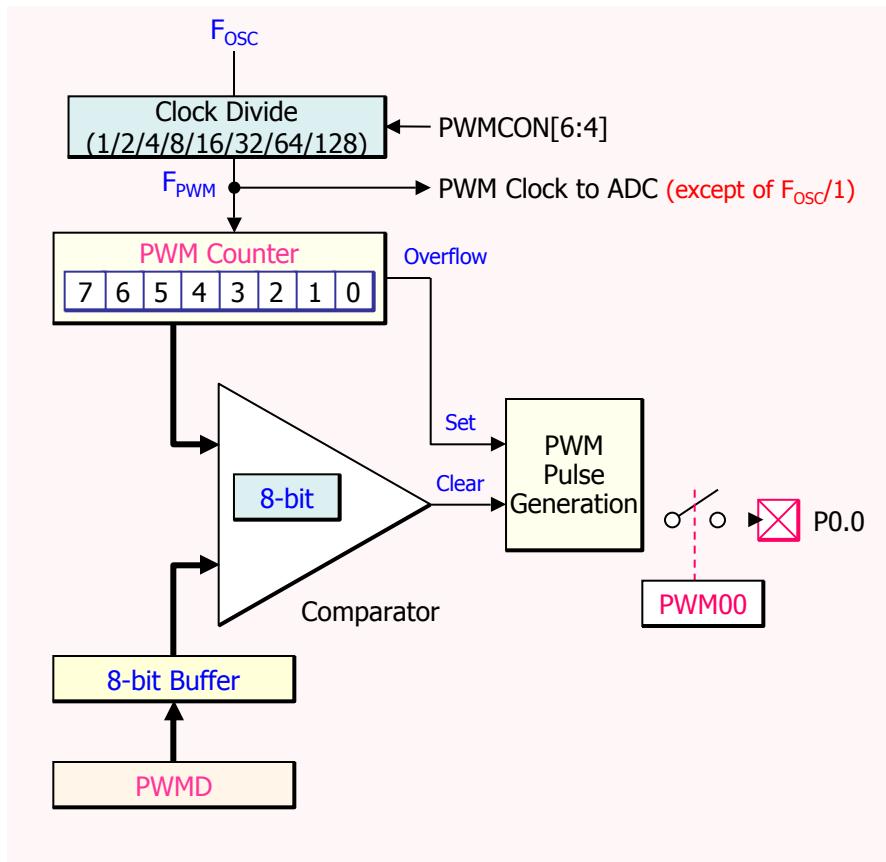 FOSC
Clock Divide
(1/2/4/8/16/32/64/128)
PWMCON[6:4]
FPWM
PWM Clock to ADC (except of FOSC/1)
PWM Counter
7 6 5 4 3 2 1 0
Overflow
Set
Clear
PWM
Pulse
Generation
8-bit
P0.0
PWM00
Comparator
8-bit Buffer
PWMD